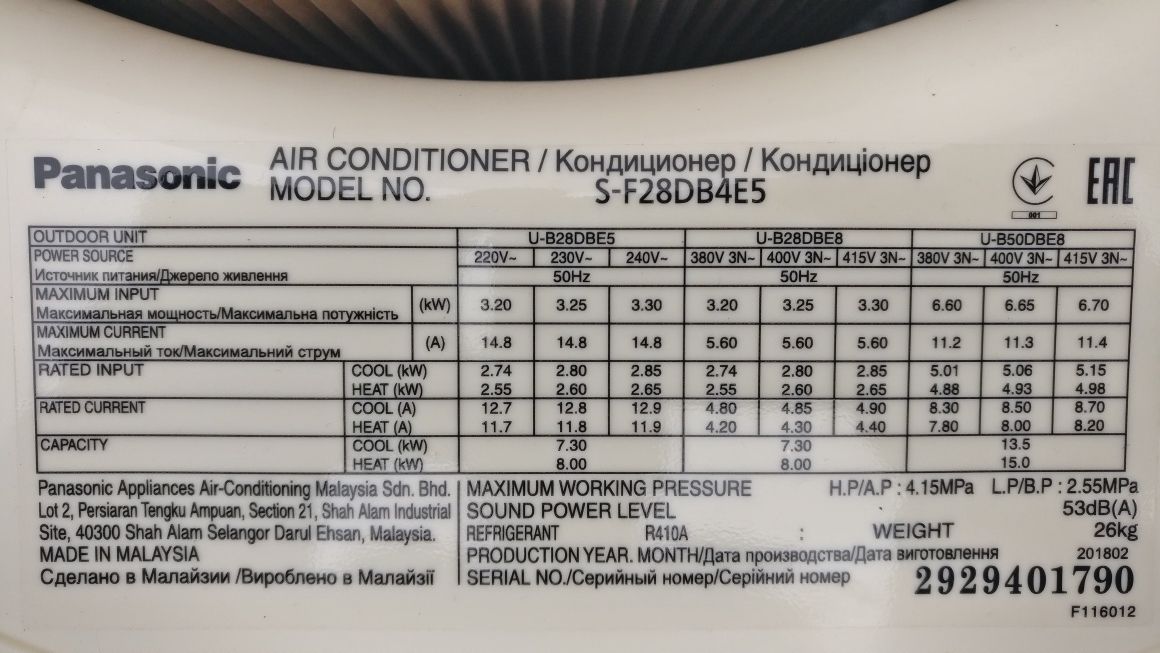 Panasonic
AIR CONDITIONER / Кондиционер / Кондиціонер
MODEL NO. S-F28DB4E5
001
EAC
OUTDOOR UNIT U-B28DBE5 U-B28DBE8 U-B50DBE8
POWER SOURCE 220V~ 230V~ 240V~ 380V 3N~ 400V 3N~ 415V 3N~ 380V 3N~ 400V 3N~ 415V 3N~
Источник питания/Джерело живлення 50Hz 50Hz 50Hz
MAXIMUM INPUT
Максимальная мощность/Максимальна потужність (kW) 3.20 3.25 3.30 3.20 3.25 3.30 6.60 6.65 6.70
MAXIMUM CURRENT
Максимальный ток/Максимальний струм (A) 14.8 14.8 14.8 5.60 5.60 5.60 11.2 11.3 11.4
RATED INPUT COOL (kW) 2.74 2.80 2.85 2.74 2.80 2.85 5.01 5.06 5.15
HEAT (kW) 2.55 2.60 2.65 2.55 2.60 2.65 4.88 4.93 4.98
RATED CURRENT COOL (A) 12.7 12.8 12.9 4.80 4.85 4.90 8.30 8.50 8.70
HEAT (A) 11.7 11.8 11.9 4.20 4.30 4.40 7.80 8.00 8.20
CAPACITY COOL (kW) 7.30 7.30 13.5
HEAT (kW) 8.00 8.00 15.0
Panasonic Appliances Air-Conditioning Malaysia Sdn. Bhd.
Lot 2, Persiaran Tengku Ampuan, Section 21, Shah Alam Industrial
Site, 40300 Shah Alam Selangor Darul Ehsan, Malaysia.
MADE IN MALAYSIA
Сделано в Малайзии /Вироблено в Малайзії
MAXIMUM WORKING PRESSURE H.P/A.P : 4.15MPa L.P/B.P : 2.55MPa
SOUND POWER LEVEL 53dB(A)
REFRIGERANT R410A : WEIGHT 26kg
PRODUCTION YEAR. MONTH/Дата производства/Дата виготовлення 201802
SERIAL NO./Серийный номер/Серійний номер 2929401790
F116012